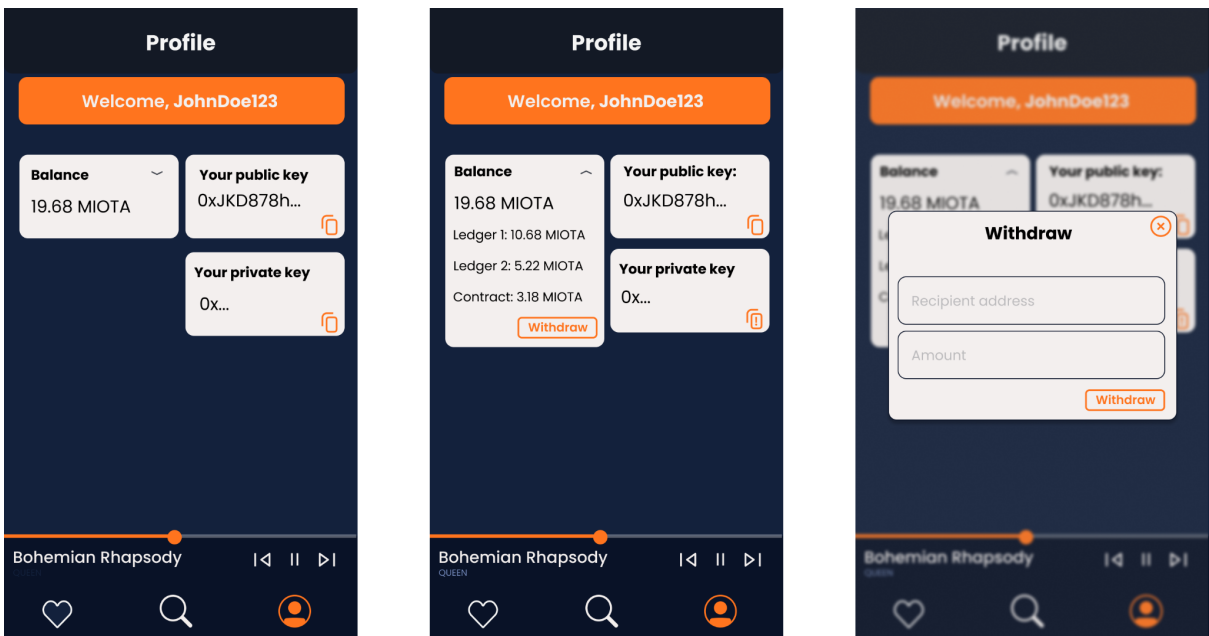 Profile
Welcome, JohnDoe123
Balance
19.68 MIOTA
Your public key
0xJKD878h...
Your private key
0x...
Bohemian Rhapsody
QUEEN
Profile
Welcome, JohnDoe123
Balance
19.68 MIOTA
Ledger 1: 10.68 MIOTA
Ledger 2: 5.22 MIOTA
Contract: 3.18 MIOTA
Withdraw
Your public key:
0xJKD878h...
Your private key
0x...
Bohemian Rhapsody
QUEEN
Profile
Welcome, JohnDoe123
Balance
19.68 MIOTA
Your public key:
0xJKD878h...
Withdraw
Recipient address
Amount
Withdraw
Bohemian Rhapsody
QUEEN